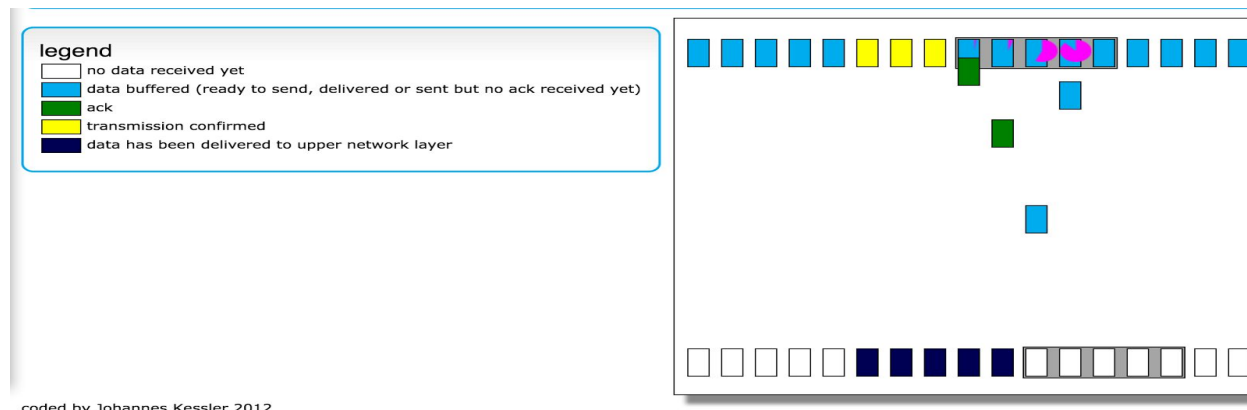 legend
no data received yet
data buffered (ready to send, delivered or sent but no ack received yet)
ack
transmission confirmed
data has been delivered to upper network layer
coded by Johannes Kessler 2012